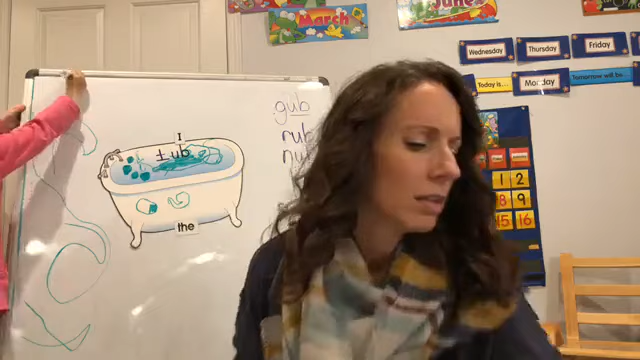 March
June
Wednesday
Thursday
Friday
Today is...
Monday
Tomorrow will be...
I
tub
the
gub
rub
1 2
8 9
15 16